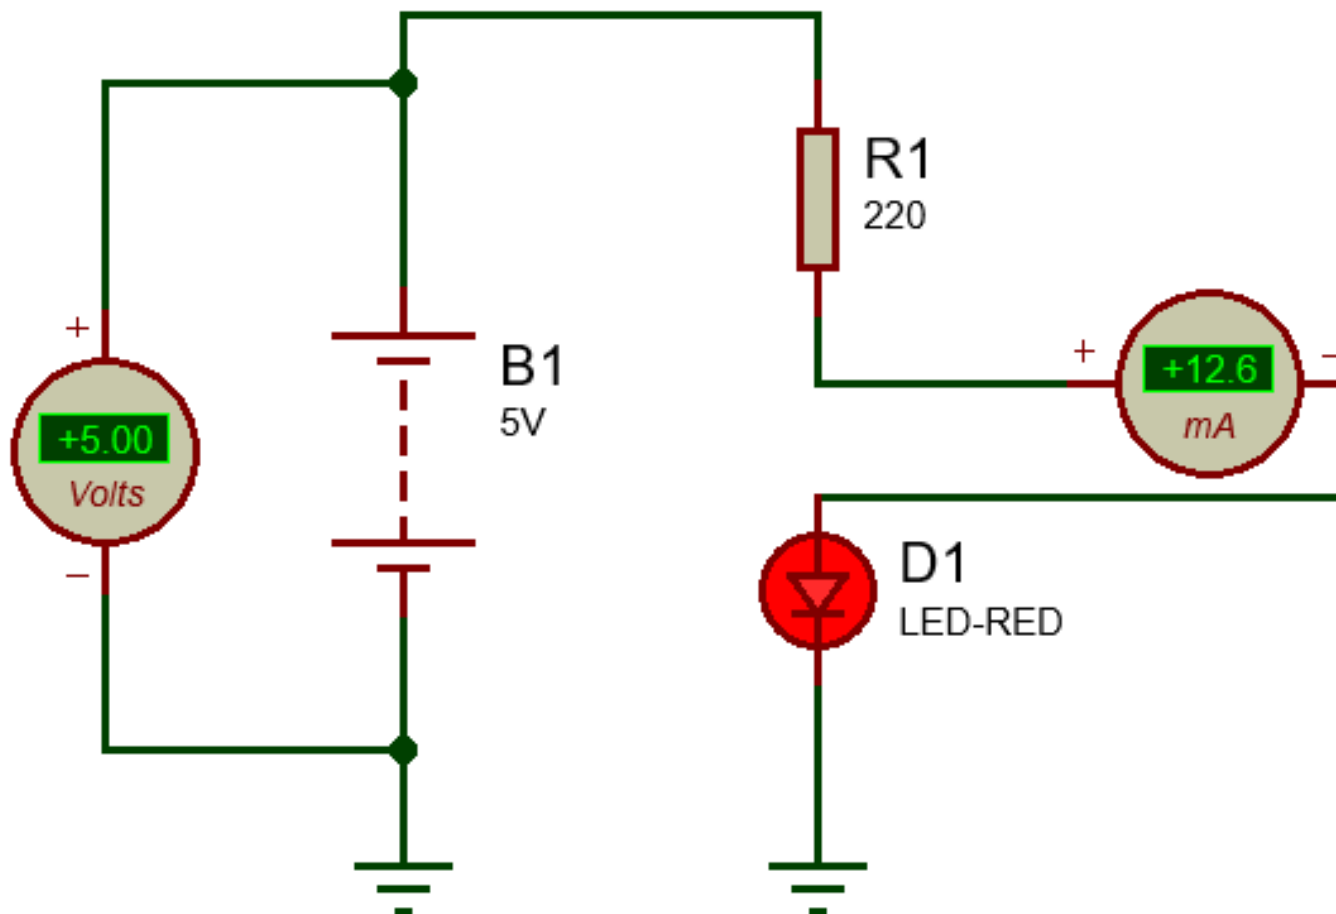 R1
220
+
+
−
+12.6
mA
B1
5V
+5.00
Volts
−
D1
LED-RED